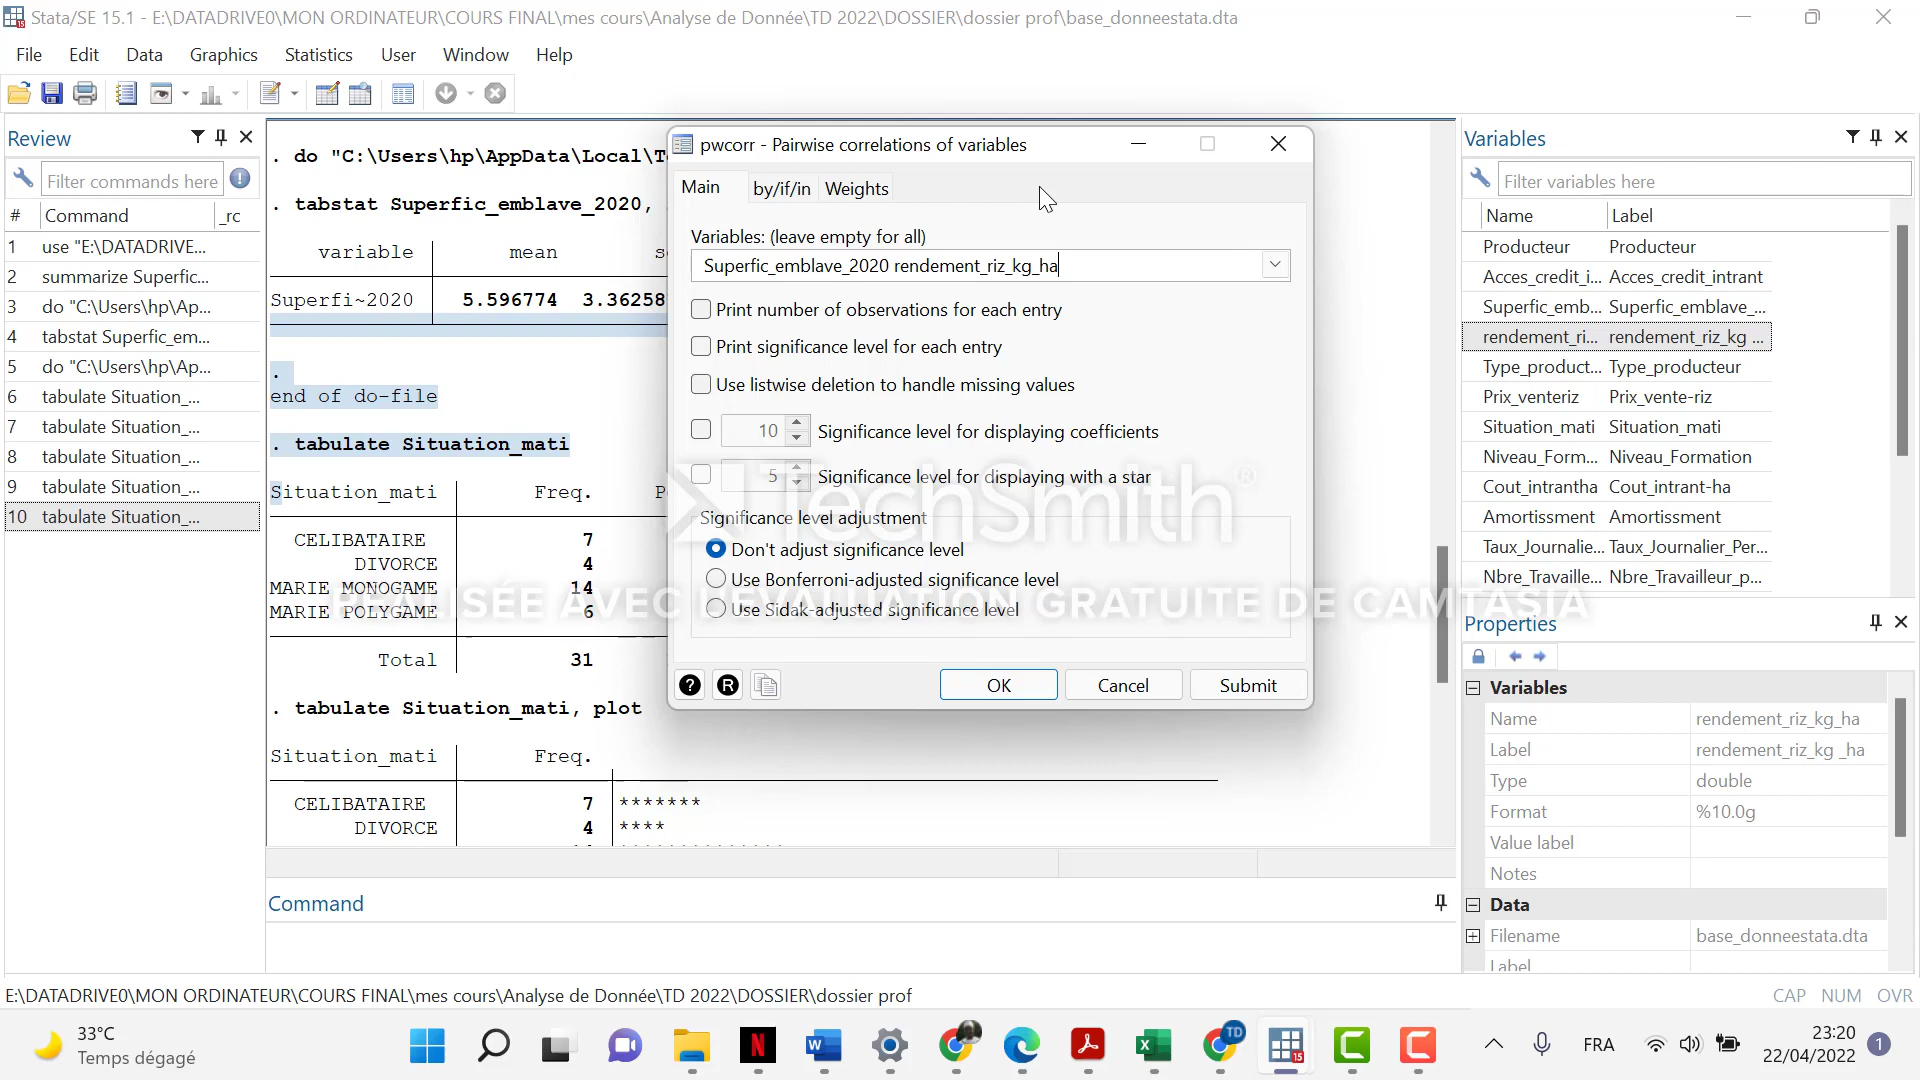 Stata/SE 15.1 - E:\DATADRIVE0\MON ORDINATEUR\COURS FINAL\mes cours\Analyse de Donnée\TD 2022\DOSSIER\dossier prof\base_donneestata.dta
File Edit Data Graphics Statistics User Window Help
Review
Filter commands here
# Command _rc
1 use "E:\DATADRIVE...
2 summarize Superfic...
3 do "C:\Users\hp\Ap...
4 tabstat Superfic_em...
5 do "C:\Users\hp\Ap...
6 tabulate Situation_...
7 tabulate Situation_...
8 tabulate Situation_...
9 tabulate Situation_...
10 tabulate Situation_...
. do "C:\Users\hp\AppData\Local\T
. tabstat Superfic_emblave_2020,
variable mean
Superfi~2020 5.596774 3.36258
.
end of do-file
. tabulate Situation_mati
Situation_mati Freq.
CELIBATAIRE 7
DIVORCE 4
MARIE MONOGAME 14
MARIE POLYGAME 6
Total 31
. tabulate Situation_mati, plot
Situation_mati Freq.
CELIBATAIRE 7 *******
DIVORCE 4 ****
pwcorr - Pairwise correlations of variables
Main by/if/in Weights
Variables: (leave empty for all)
Superfic_emblave_2020 rendement_riz_kg_ha
Print number of observations for each entry
Print significance level for each entry
Use listwise deletion to handle missing values
10 Significance level for displaying coefficients
5 Significance level for displaying with a star
Significance level adjustment
Don't adjust significance level
Use Bonferroni-adjusted significance level
Use Sidak-adjusted significance level
? R
OK Cancel Submit
TechSmith®
RÉALISÉE AVEC L'ÉVALUATION GRATUITE DE CAMTASIA
Variables
Filter variables here
Name Label
Producteur Producteur
Acces_credit_i... Acces_credit_intrant
Superfic_emb... Superfic_emblave_...
rendement_ri... rendement_riz_kg ...
Type_product... Type_producteur
Prix_venteriz Prix_vente-riz
Situation_mati Situation_mati
Niveau_Form... Niveau_Formation
Cout_intrantha Cout_intrant-ha
Amortissment Amortissment
Taux_Journalie... Taux_Journalier_Per...
Nbre_Travaille... Nbre_Travailleur_p...
Properties
Variables
Name rendement_riz_kg_ha
Label rendement_riz_kg _ha
Type double
Format %10.0g
Value label
Notes
Data
Filename base_donneestata.dta
Label
Command
E:\DATADRIVE0\MON ORDINATEUR\COURS FINAL\mes cours\Analyse de Donnée\TD 2022\DOSSIER\dossier prof
CAP NUM OVR
33°C
Temps dégagé
N
W
TD
15
FRA
23:20
22/04/2022
1